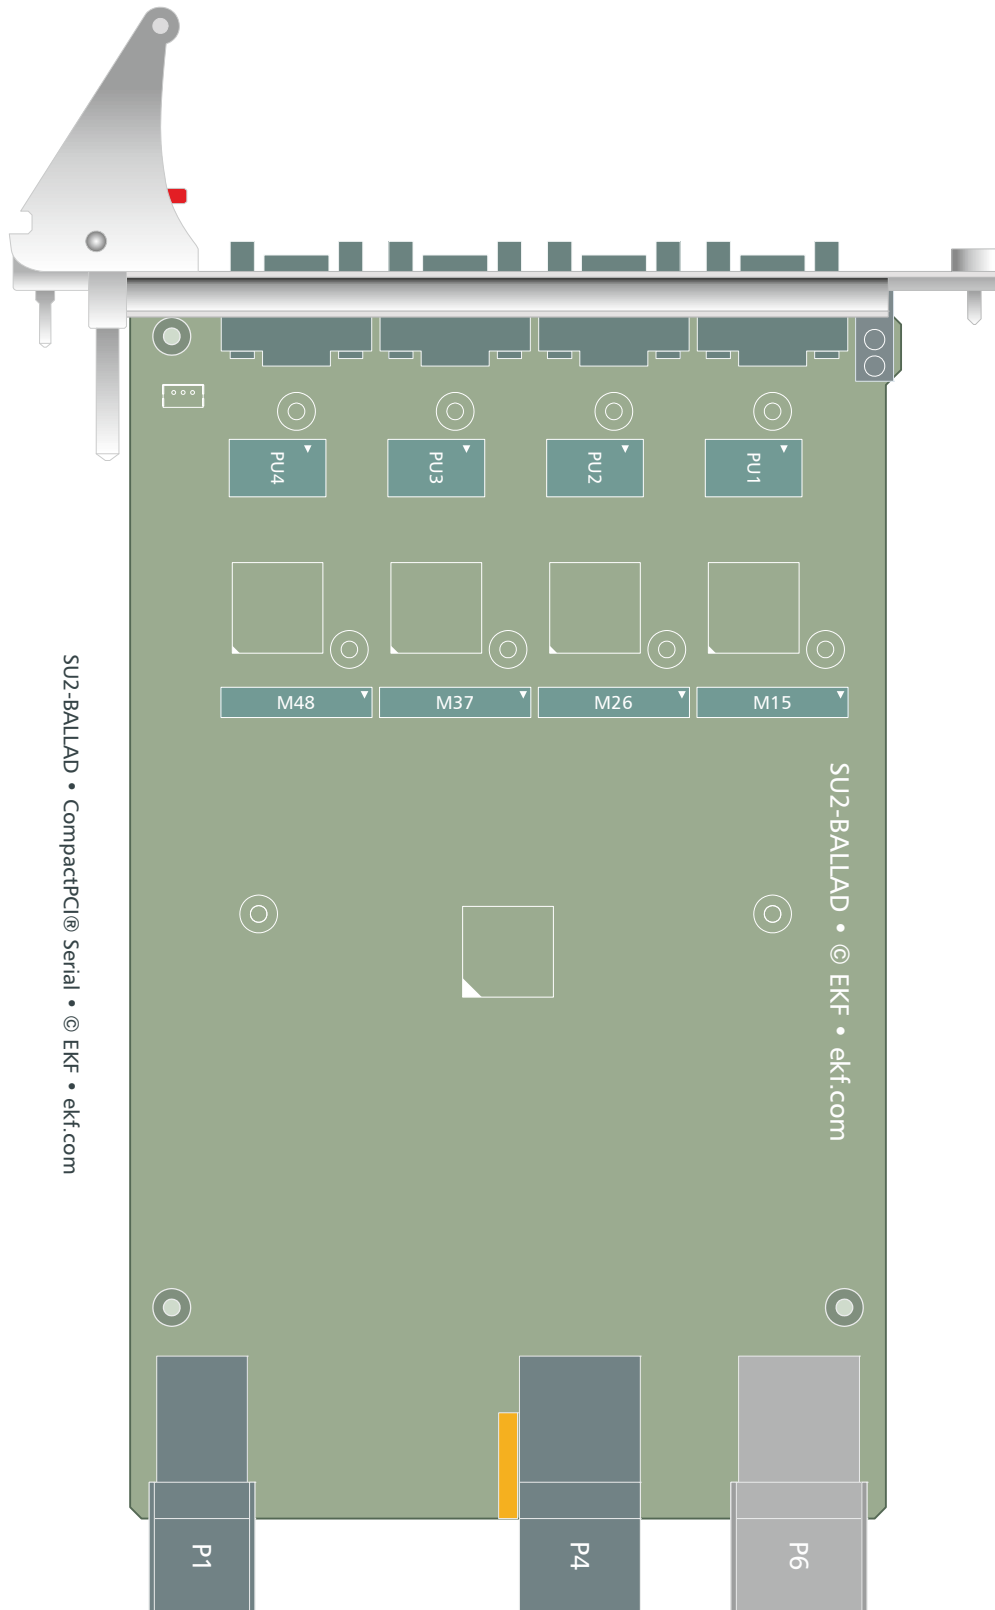 PU4
PU3
PU2
PU1
M48
M37
M26
M15
SU2-BALLAD • CompactPCI® Serial • © EKF • ekf.com
SU2-BALLAD • © EKF • ekf.com
P1
P4
P6